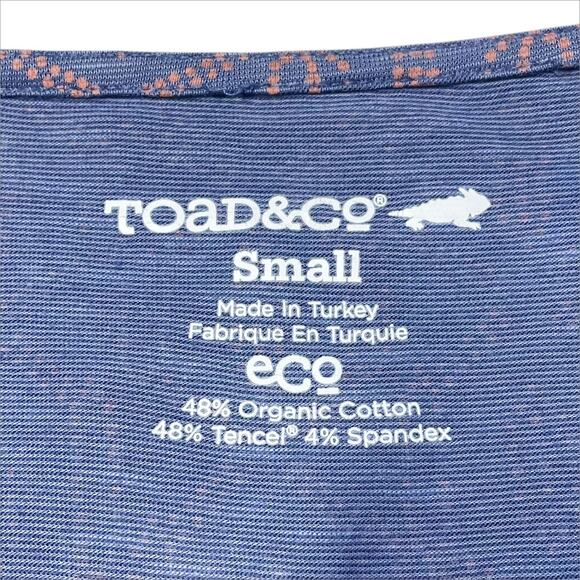 TOAD&CO®
Small
Made In Turkey
Fabrique En Turquie
eco
48% Organic Cotton
48% Tencel® 4% Spandex